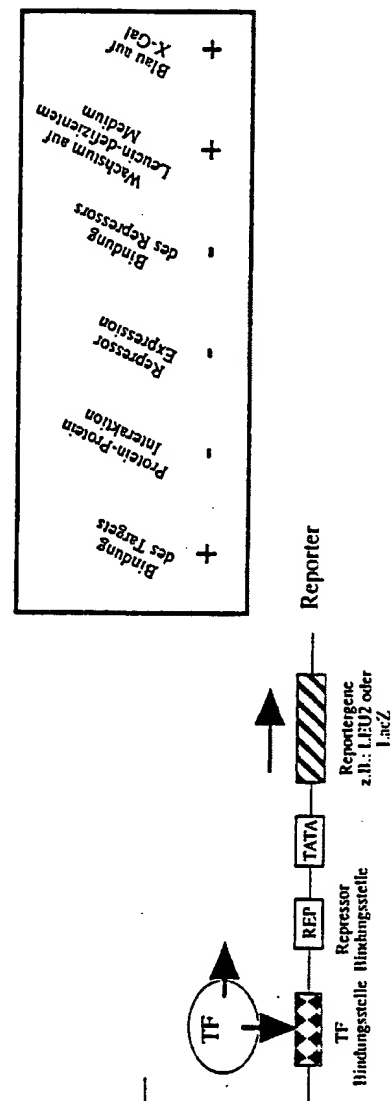 Bindung
des Targets
Protein-Protein
Interaktion
Repressor
Expression
Bindung
des Repressors
Wachstum auf
Leucin-defizientem
Medium
Blau auf
X-Gal
+ - - - + +
TF
REP
TATA
Reporter
TF
Bindungsstelle
Repressor
Bindungsstelle
Reportergene
z.B.: LEU2 oder
LacZ